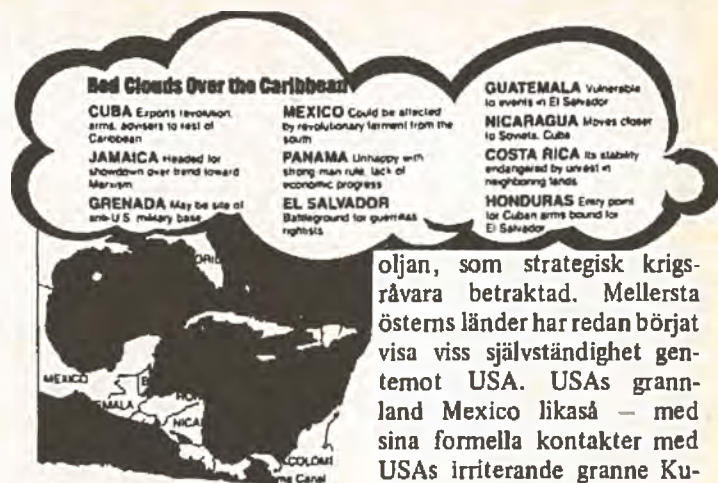 Red Clouds Over the Caribbean
CUBA Exports revolution,
arms, advisers to rest of
Caribbean
JAMAICA Headed for
showdown over trend toward
Marxism
GRENADA May be site of
anti-U.S. military base
MEXICO Could be affected
by revolutionary ferment from the
south
PANAMA Unhappy with
strong man rule, lack of
economic progress
EL SALVADOR
Battleground for guerrillas
rightists
GUATEMALA Vulnerable
to events in El Salvador
NICARAGUA Moves closer
to Soviets, Cuba
COSTA RICA Its stability
endangered by unrest in
neighboring lands
HONDURAS Entry point
for Cuban arms bound for
El Salvador
MEXICO
MALA
NICA
COLOM
Canal
oljan, som strategisk krigs-
råvara betraktad. Mellersta
österns länder har redan börjat
visa viss självständighet gen-
temot USA. USAs grann-
land Mexico likaså — med
sina formella kontakter med
USAs irriterande granne Ku-